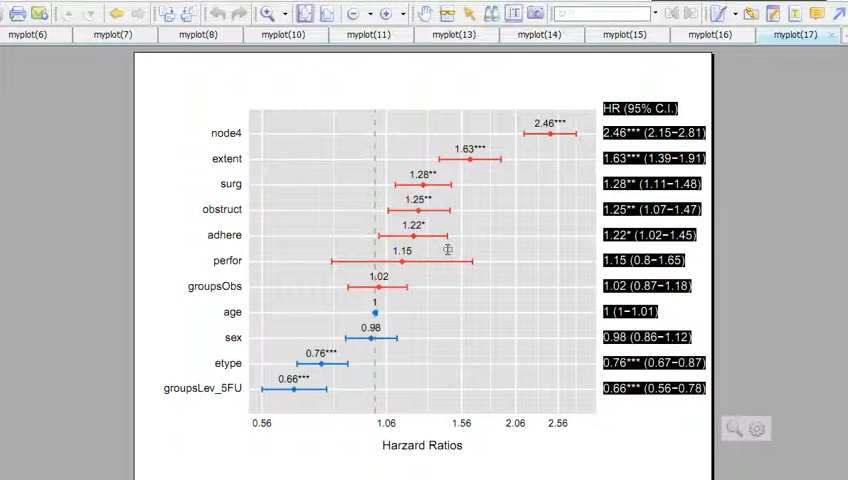 myplot(6) myplot(7) myplot(8) myplot(10) myplot(11) myplot(13) myplot(14) myplot(15) myplot(16) myplot(17)
HR (95% C.I.)
node4 2.46*** 2.46*** (2.15−2.81)
extent 1.63*** 1.63*** (1.39−1.91)
surg 1.28** 1.28** (1.11−1.48)
obstruct 1.25** 1.25** (1.07−1.47)
adhere 1.22* 1.22* (1.02−1.45)
perfor 1.15 1.15 (0.8−1.65)
groupsObs 1.02 1.02 (0.87−1.18)
age 1 1 (1−1.01)
sex 0.98 0.98 (0.86−1.12)
etype 0.76*** 0.76*** (0.67−0.87)
groupsLev_5FU 0.66*** 0.66*** (0.56−0.78)
0.56 1.06 1.56 2.06 2.56
Harzard Ratios